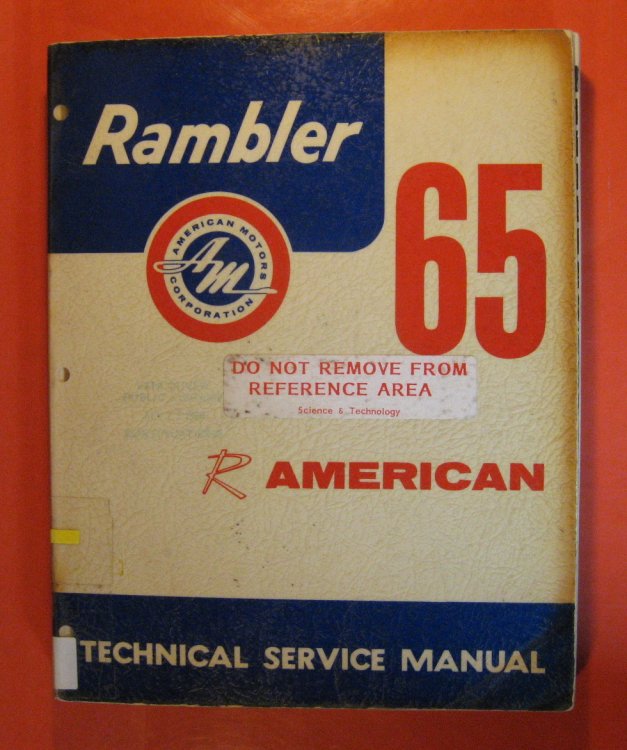 Rambler
65
AMERICAN MOTORS
AM
CORPORATION
DO NOT REMOVE FROM
REFERENCE AREA
Science & Technology
R AMERICAN
TECHNICAL SERVICE MANUAL